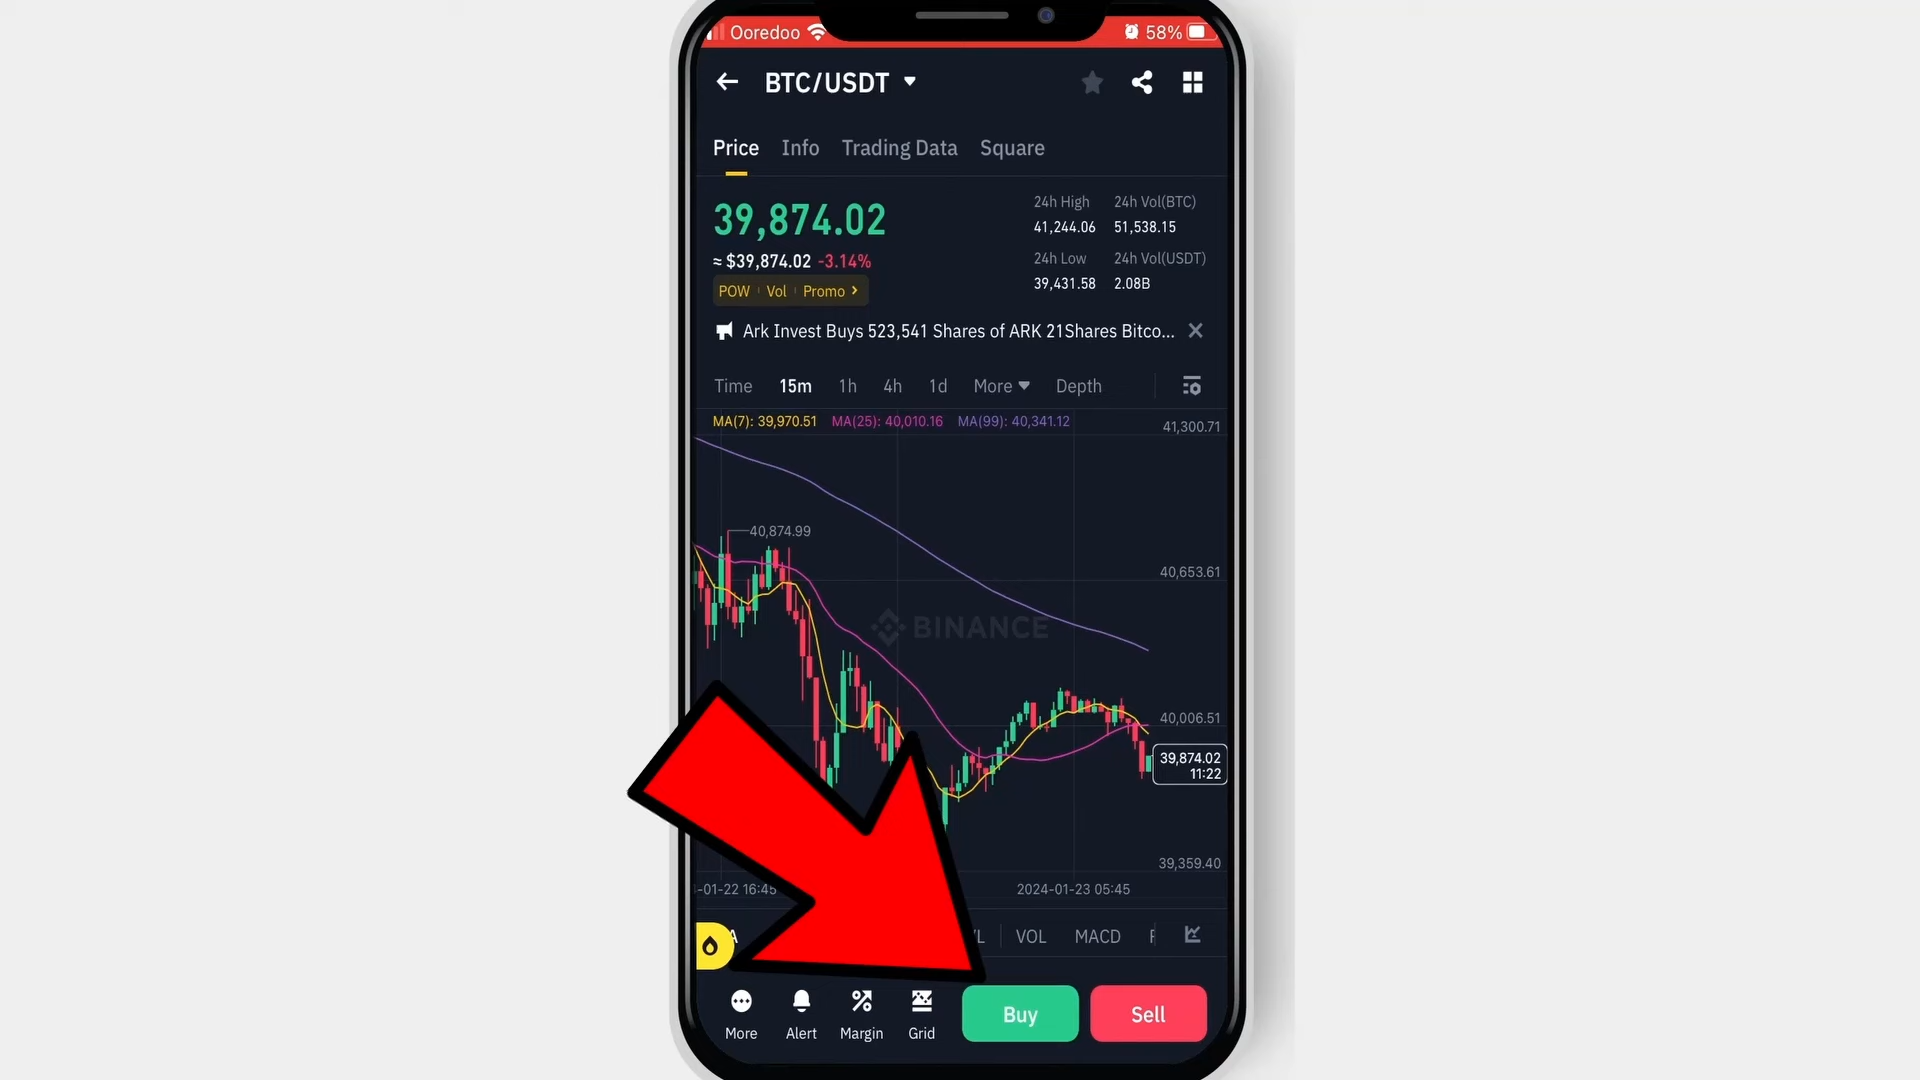 Ooredoo 58%
BTC/USDT
Price Info Trading Data Square
39,874.02
≈ $39,874.02 -3.14%
POW Vol Promo
24h High 24h Vol(BTC)
41,244.06 51,538.15
24h Low 24h Vol(USDT)
39,431.58 2.08B
Ark Invest Buys 523,541 Shares of ARK 21Shares Bitco...
Time 15m 1h 4h 1d More Depth
MA(7): 39,970.51 MA(25): 40,010.16 MA(99): 40,341.12
41,300.71
40,874.99
40,653.61
BINANCE
40,006.51
39,874.02
11:22
39,359.40
-01-22 16:45 2024-01-23 05:45
VOL MACD
More Alert Margin Grid Buy Sell